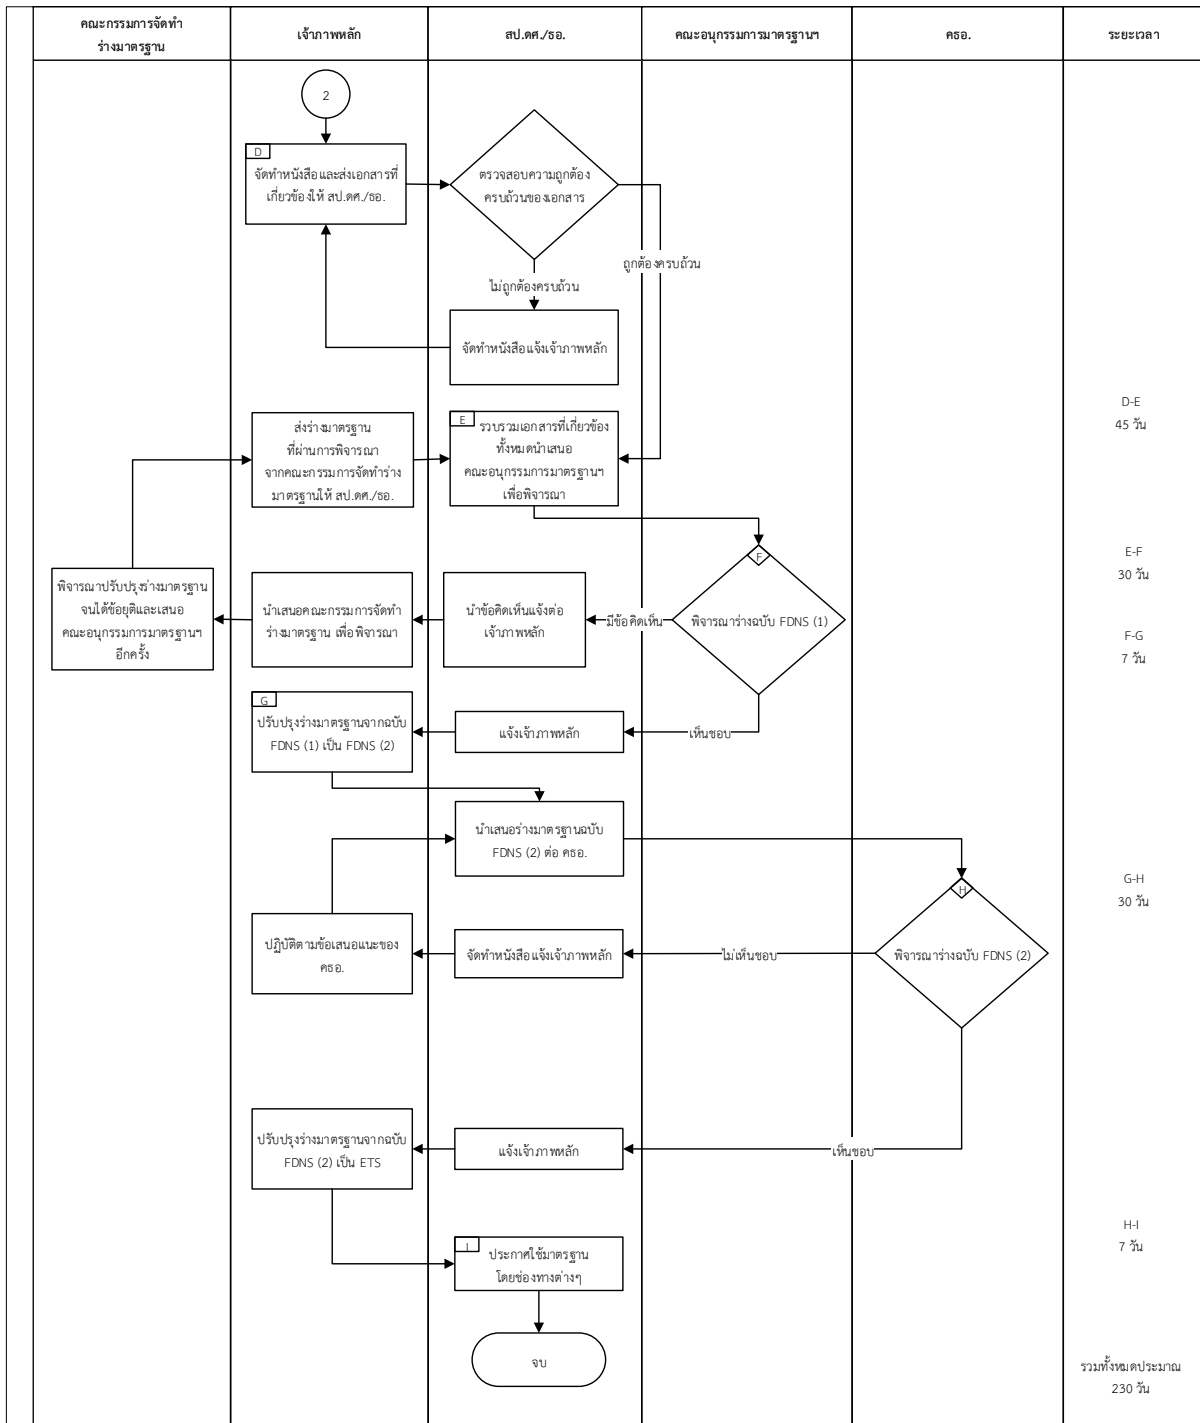 คณะกรรมการจัดทำ
ร่างมาตรฐาน
เจ้าภาพหลัก
สป.ดศ./ธอ.
คณะอนุกรรมการมาตรฐานฯ
คธอ.
ระยะเวลา
2
D
จัดทำหนังสือและส่งเอกสารที่
เกี่ยวข้องให้ สป.ดศ./ธอ.
ตรวจสอบความถูกต้อง
ครบถ้วนของเอกสาร
ถูกต้องครบถ้วน
ไม่ถูกต้องครบถ้วน
จัดทำหนังสือแจ้งเจ้าภาพหลัก
D-E
45 วัน
ส่งร่างมาตรฐาน
ที่ผ่านการพิจารณา
จากคณะกรรมการจัดทำร่าง
มาตรฐานให้ สป.ดศ./ธอ.
E
รวบรวมเอกสารที่เกี่ยวข้อง
ทั้งหมดนำเสนอ
คณะอนุกรรมการมาตรฐานฯ
เพื่อพิจารณา
E-F
30 วัน
F
พิจารณาร่างฉบับ FDNS (1)
มีข้อคิดเห็น
นำข้อคิดเห็นแจ้งต่อ
เจ้าภาพหลัก
นำเสนอคณะกรรมการจัดทำ
ร่างมาตรฐาน เพื่อพิจารณา
พิจารณาปรับปรุงร่างมาตรฐาน
จนได้ข้อยุติและเสนอ
คณะอนุกรรมการมาตรฐานฯ
อีกครั้ง
F-G
7 วัน
G
ปรับปรุงร่างมาตรฐานจากฉบับ
FDNS (1) เป็น FDNS (2)
แจ้งเจ้าภาพหลัก
เห็นชอบ
นำเสนอร่างมาตรฐานฉบับ
FDNS (2) ต่อ คธอ.
G-H
30 วัน
H
พิจารณาร่างฉบับ FDNS (2)
ไม่เห็นชอบ
จัดทำหนังสือแจ้งเจ้าภาพหลัก
ปฏิบัติตามข้อเสนอแนะของ
คธอ.
ปรับปรุงร่างมาตรฐานจากฉบับ
FDNS (2) เป็น ETS
แจ้งเจ้าภาพหลัก
เห็นชอบ
H-I
7 วัน
I
ประกาศใช้มาตรฐาน
โดยช่องทางต่างๆ
จบ
รวมทั้งหมดประมาณ
230 วัน